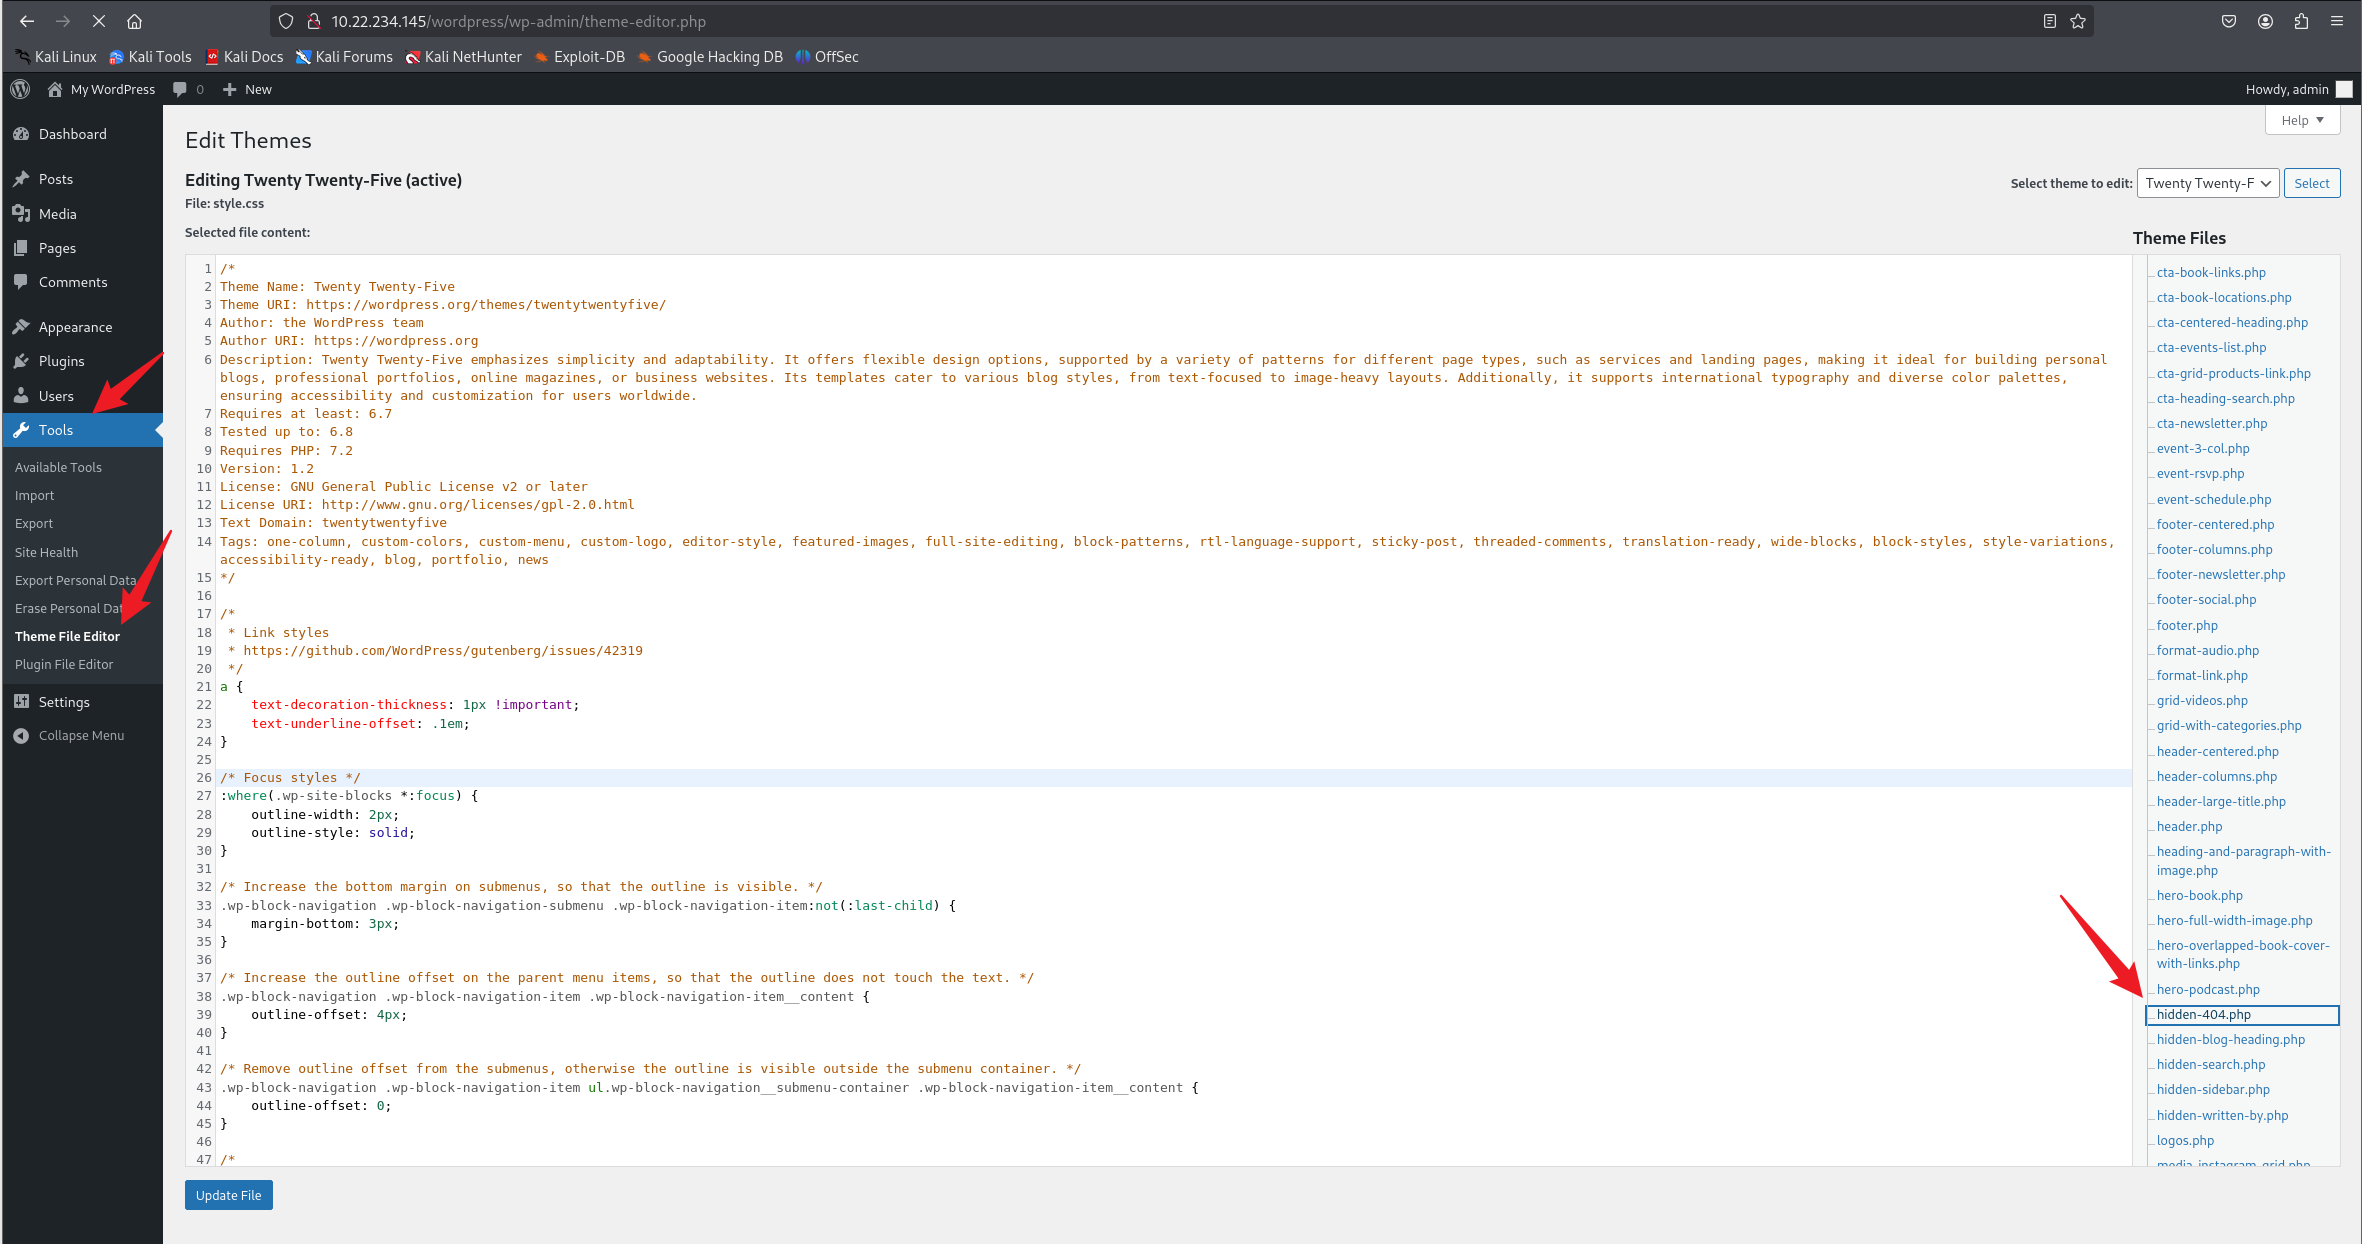 10.22.234.145/wordpress/wp-admin/theme-editor.php
Kali Linux Kali Tools Kali Docs Kali Forums Kali NetHunter Exploit-DB Google Hacking DB OffSec
My WordPress 0 New Howdy, admin
Help
Dashboard
Posts
Media
Pages
Comments
Appearance
Plugins
Users
Tools
Available Tools
Import
Export
Site Health
Export Personal Data
Erase Personal Dat
Theme File Editor
Plugin File Editor
Settings
Collapse Menu
Edit Themes
Editing Twenty Twenty-Five (active)
File: style.css
Select theme to edit: Twenty Twenty-F Select
Selected file content:
1 /*
2 Theme Name: Twenty Twenty-Five
3 Theme URI: https://wordpress.org/themes/twentytwentyfive/
4 Author: the WordPress team
5 Author URI: https://wordpress.org
6 Description: Twenty Twenty-Five emphasizes simplicity and adaptability. It offers flexible design options, supported by a variety of patterns for different page types, such as services and landing pages, making it ideal for building personal
blogs, professional portfolios, online magazines, or business websites. Its templates cater to various blog styles, from text-focused to image-heavy layouts. Additionally, it supports international typography and diverse color palettes,
ensuring accessibility and customization for users worldwide.
7 Requires at least: 6.7
8 Tested up to: 6.8
9 Requires PHP: 7.2
10 Version: 1.2
11 License: GNU General Public License v2 or later
12 License URI: http://www.gnu.org/licenses/gpl-2.0.html
13 Text Domain: twentytwentyfive
14 Tags: one-column, custom-colors, custom-menu, custom-logo, editor-style, featured-images, full-site-editing, block-patterns, rtl-language-support, sticky-post, threaded-comments, translation-ready, wide-blocks, block-styles, style-variations,
accessibility-ready, blog, portfolio, news
15 */
16
17 /*
18  * Link styles
19  * https://github.com/WordPress/gutenberg/issues/42319
20  */
21 a {
22     text-decoration-thickness: 1px !important;
23     text-underline-offset: .1em;
24 }
25
26 /* Focus styles */
27 :where(.wp-site-blocks *:focus) {
28     outline-width: 2px;
29     outline-style: solid;
30 }
31
32 /* Increase the bottom margin on submenus, so that the outline is visible. */
33 .wp-block-navigation .wp-block-navigation-submenu .wp-block-navigation-item:not(:last-child) {
34     margin-bottom: 3px;
35 }
36
37 /* Increase the outline offset on the parent menu items, so that the outline does not touch the text. */
38 .wp-block-navigation .wp-block-navigation-item .wp-block-navigation-item__content {
39     outline-offset: 4px;
40 }
41
42 /* Remove outline offset from the submenus, otherwise the outline is visible outside the submenu container. */
43 .wp-block-navigation .wp-block-navigation-item ul.wp-block-navigation__submenu-container .wp-block-navigation-item__content {
44     outline-offset: 0;
45 }
46
47 /*
Update File
Theme Files
cta-book-links.php
cta-book-locations.php
cta-centered-heading.php
cta-events-list.php
cta-grid-products-link.php
cta-heading-search.php
cta-newsletter.php
event-3-col.php
event-rsvp.php
event-schedule.php
footer-centered.php
footer-columns.php
footer-newsletter.php
footer-social.php
footer.php
format-audio.php
format-link.php
grid-videos.php
grid-with-categories.php
header-centered.php
header-columns.php
header-large-title.php
header.php
heading-and-paragraph-with-
image.php
hero-book.php
hero-full-width-image.php
hero-overlapped-book-cover-
with-links.php
hero-podcast.php
hidden-404.php
hidden-blog-heading.php
hidden-search.php
hidden-sidebar.php
hidden-written-by.php
logos.php
media-instagram-grid.php